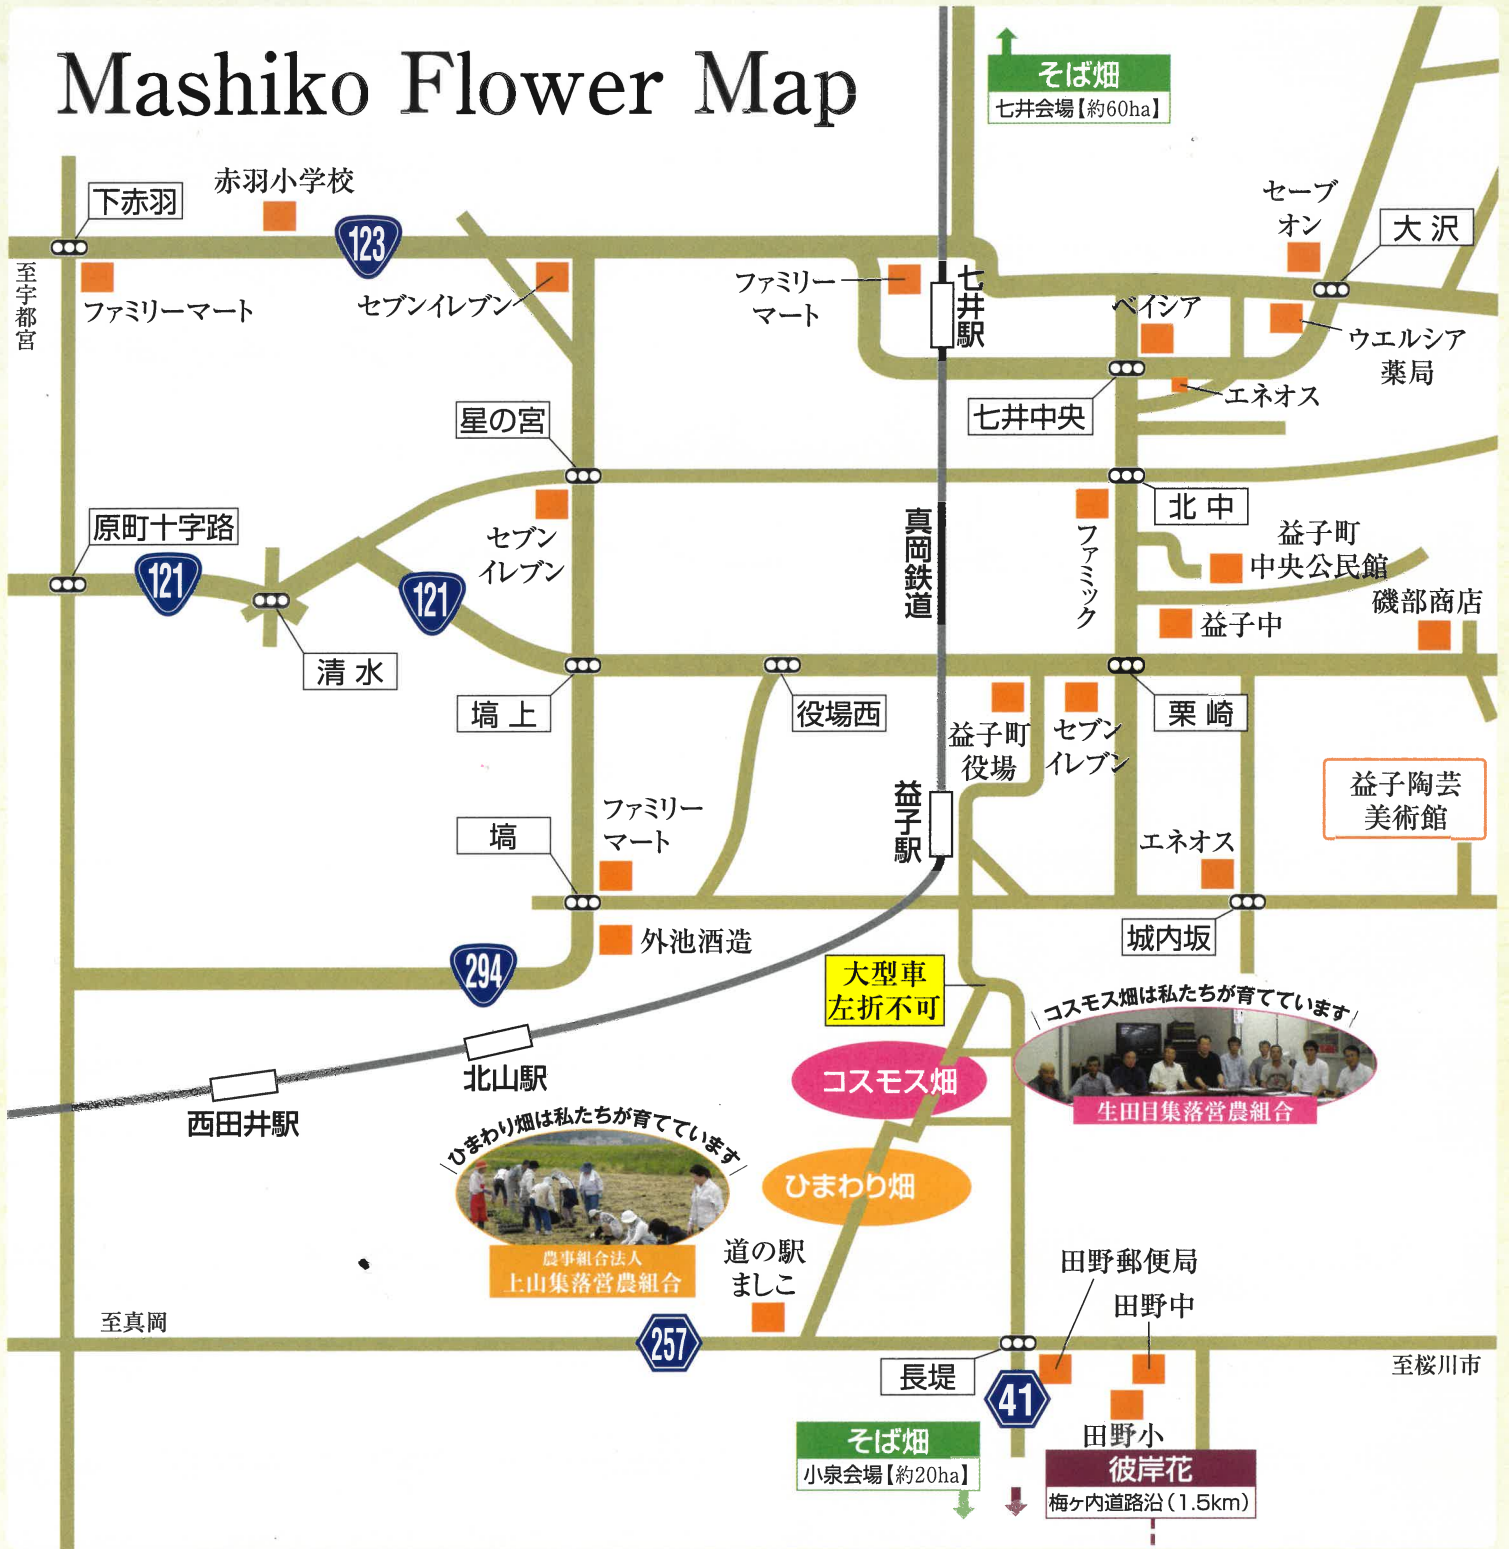 Mashiko Flower Map
そば畑
七井会場【約60ha】
下赤羽
赤羽小学校
123
セーブ
オン
大沢
至宇都宮
ファミリーマート
セブンイレブン
ファミリー
マート
七井駅
ベイシア
ウエルシア
薬局
エネオス
星の宮
七井中央
原町十字路
セブン
イレブン
真岡鉄道
ファミック
北中
益子町
中央公民館
121
121
益子中
磯部商店
清水
塙上
役場西
益子町
役場
セブン
イレブン
栗崎
益子陶芸
美術館
塙
ファミリー
マート
益子駅
エネオス
外池酒造
城内坂
294
大型車
左折不可
コスモス畑は私たちが育てています
生田目集落営農組合
北山駅
西田井駅
コスモス畑
ひまわり畑は私たちが育てています
農事組合法人
上山集落営農組合
ひまわり畑
道の駅
ましこ
田野郵便局
田野中
至真岡
257
長堤
41
至桜川市
田野小
そば畑
小泉会場【約20ha】
彼岸花
梅ヶ内道路沿(1.5km)